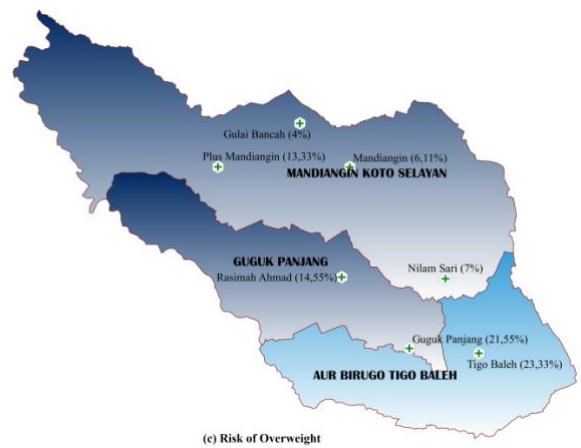 Gulai Bancah (4%)
Plus Mandiangin (13,33%)
Mandiangin (6,11%)
MANDIANGIN KOTO SELAYAN
GUGUK PANJANG
Rasimah Ahmad (14,55%)
Nilam Sari (7%)
Guguk Panjang (21,55%)
Tigo Baleh (23,33%)
AUR BIRUGO TIGO BALEH
(c) Risk of Overweight